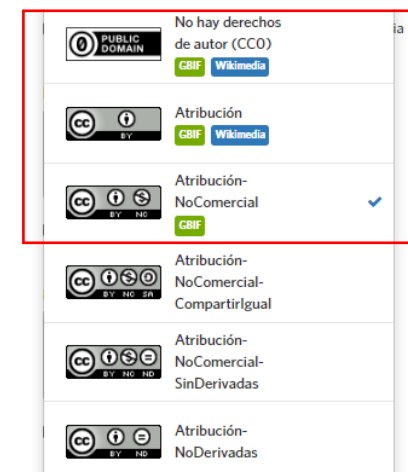 PUBLIC
DOMAIN
No hay derechos
de autor (CC0)
GBIF Wikimedia
ia
cc
BY
Atribución
GBIF Wikimedia
cc
BY NC
Atribución-
NoComercial
GBIF
cc
BY NC SA
Atribución-
NoComercial-
CompartirIgual
cc
BY NC ND
Atribución-
NoComercial-
SinDerivadas
cc
BY ND
Atribución-
NoDerivadas